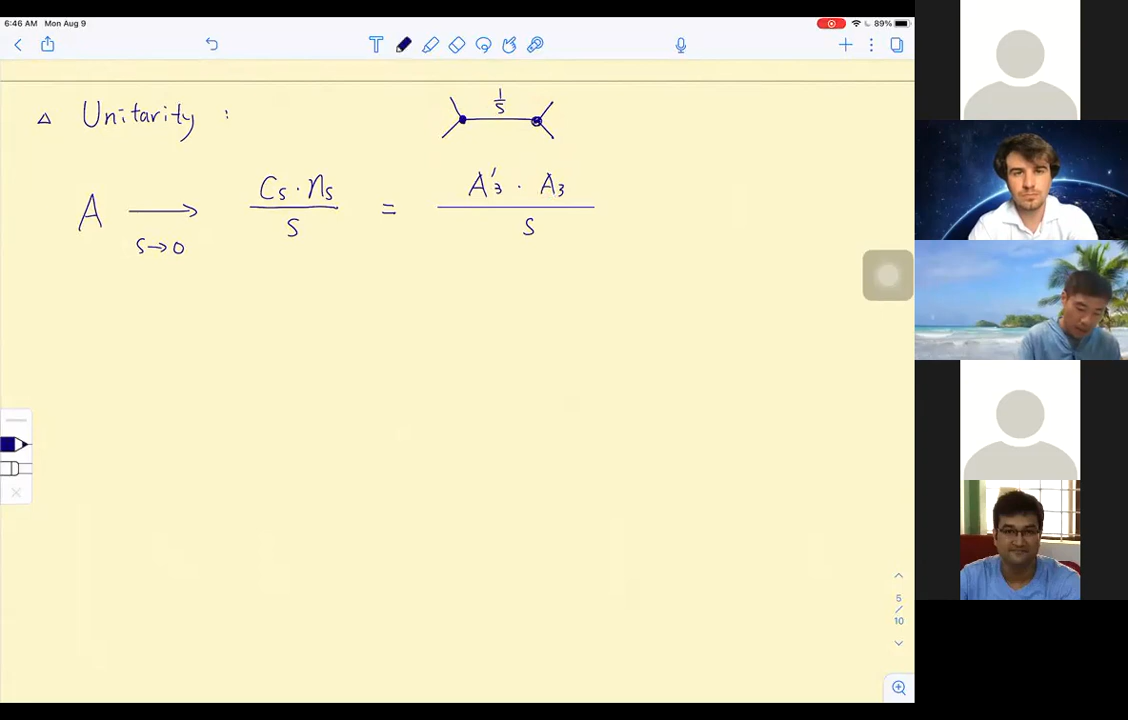 6:46 AM Mon Aug 9
89%
△ Unitarity :
1/s
A ⟶ s→0 Cs·ns / s = A'3 · A3 / s
5
/
10